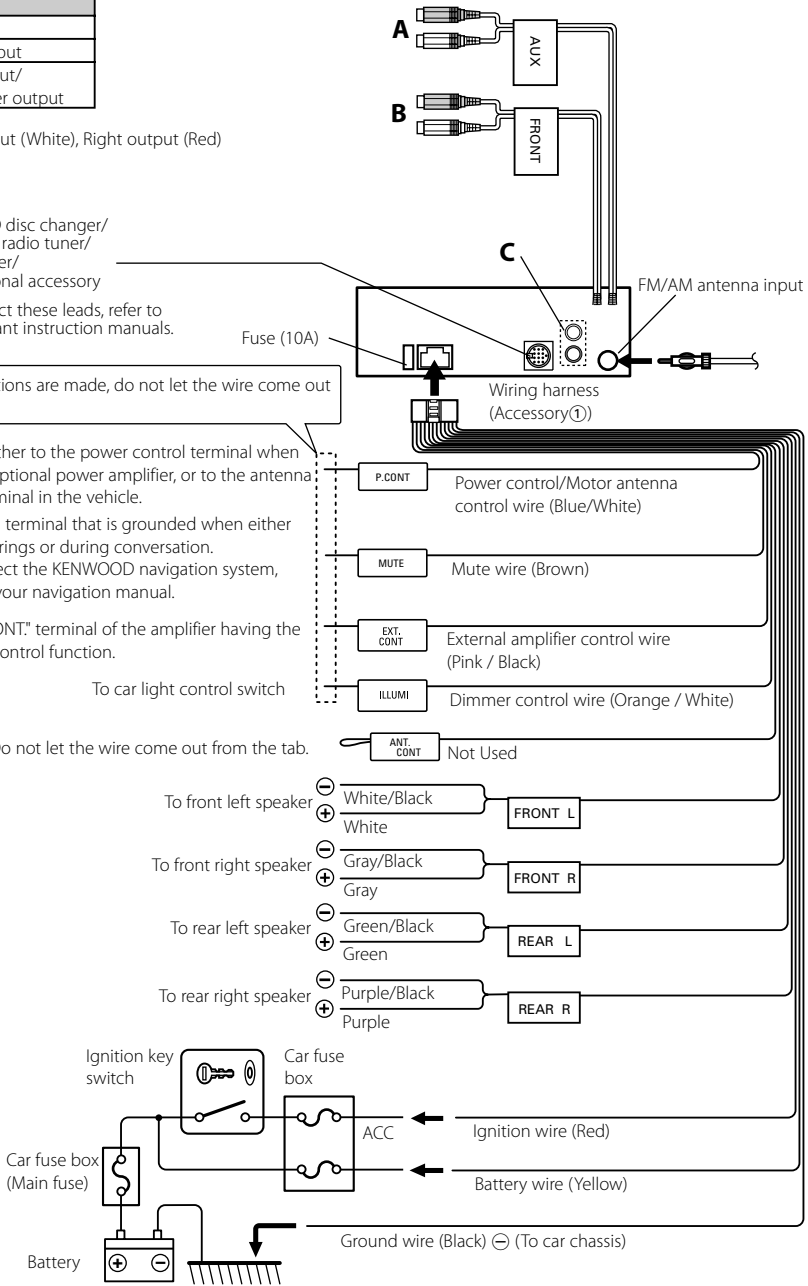 out
ut/
er output
ut (White), Right output (Red)
A
AUX
B
FRONT
disc changer/
radio tuner/
er/
onal accessory
ct these leads, refer to
ant instruction manuals.
C
FM/AM antenna input
Fuse (10A)
Wiring harness
(Accessory①)
tions are made, do not let the wire come out
ther to the power control terminal when
ptional power amplifier, or to the antenna
minal in the vehicle.
P.CONT
Power control/Motor antenna
control wire (Blue/White)
terminal that is grounded when either
rings or during conversation.
ect the KENWOOD navigation system,
your navigation manual.
MUTE
Mute wire (Brown)
ONT." terminal of the amplifier having the
ontrol function.
EXT.
CONT
External amplifier control wire
(Pink / Black)
To car light control switch
ILLUMI
Dimmer control wire (Orange / White)
Do not let the wire come out from the tab.
ANT.
CONT
Not Used
To front left speaker
⊖ White/Black
⊕ White
FRONT L
To front right speaker
⊖ Gray/Black
⊕ Gray
FRONT R
To rear left speaker
⊖ Green/Black
⊕ Green
REAR L
To rear right speaker
⊖ Purple/Black
⊕ Purple
REAR R
Ignition key
switch
Car fuse
box
ACC
Ignition wire (Red)
Car fuse box
(Main fuse)
Battery wire (Yellow)
Ground wire (Black) ⊖ (To car chassis)
Battery
⊕ ⊖